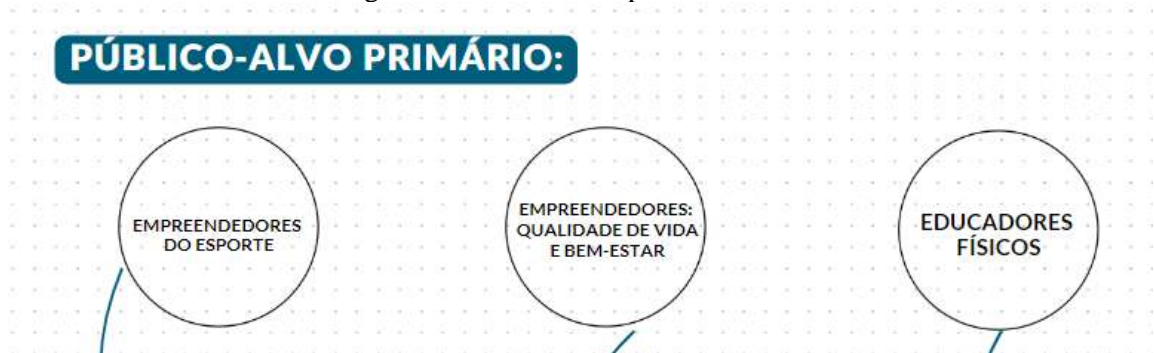 PÚBLICO-ALVO PRIMÁRIO:
EMPREENDEDORES
DO ESPORTE
EMPREENDEDORES:
QUALIDADE DE VIDA
E BEM-ESTAR
EDUCADORES
FÍSICOS